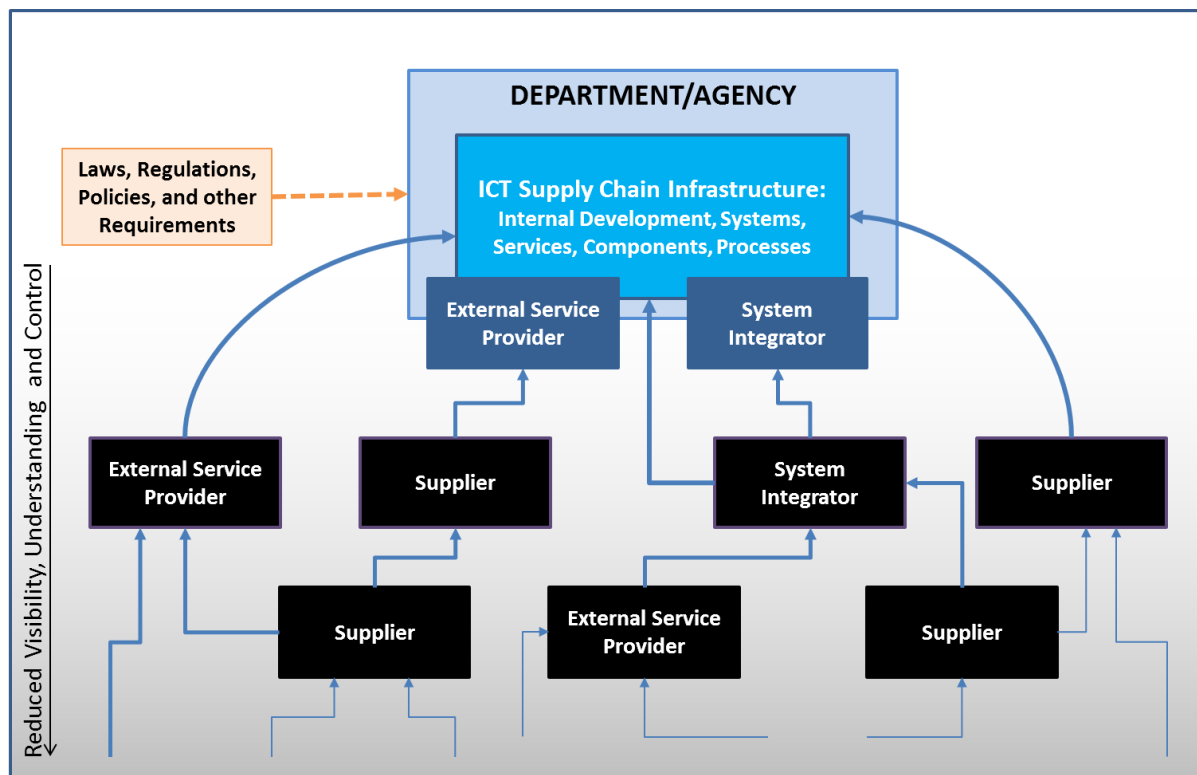 DEPARTMENT/AGENCY
Laws, Regulations,
Policies, and other
Requirements
ICT Supply Chain Infrastructure:
Internal Development, Systems,
Services, Components, Processes
External Service
Provider
System
Integrator
Reduced Visibility, Understanding and Control
External Service
Provider
Supplier
System
Integrator
Supplier
Supplier
External Service
Provider
Supplier